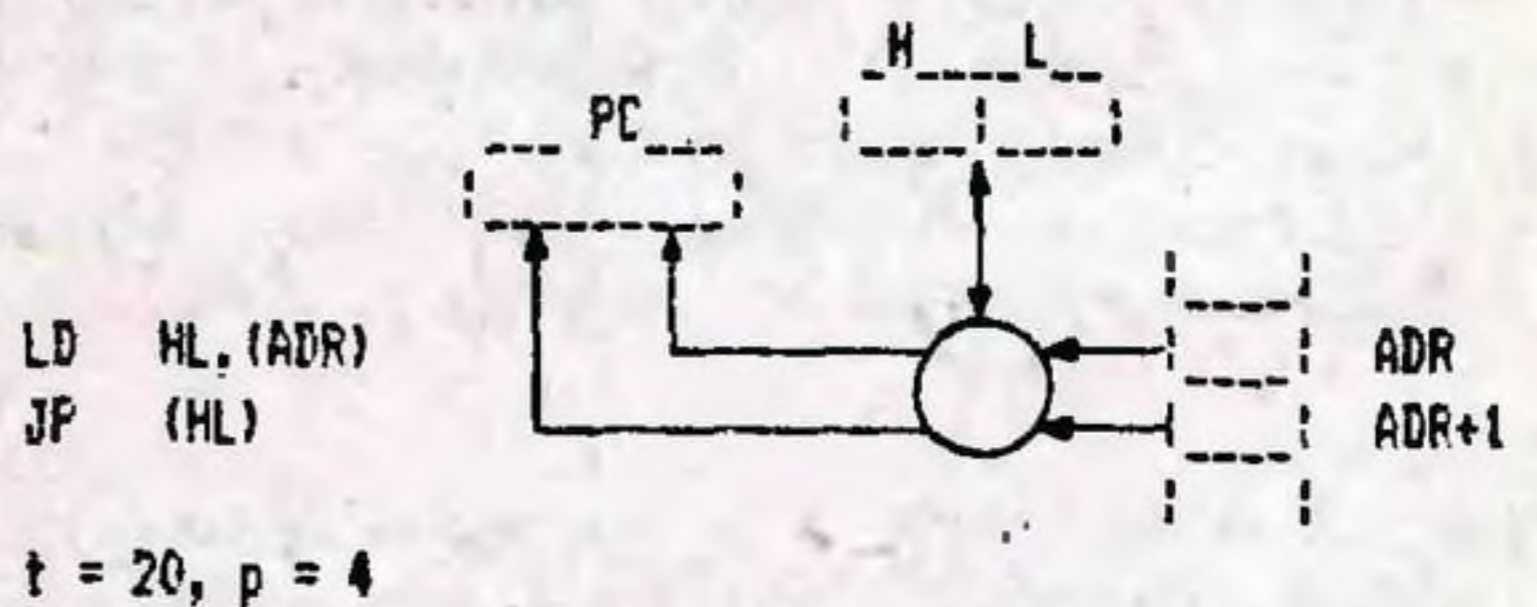 H L
PC
LD HL,(ADR)
JP (HL)
ADR
ADR+1
t = 20, p = 4